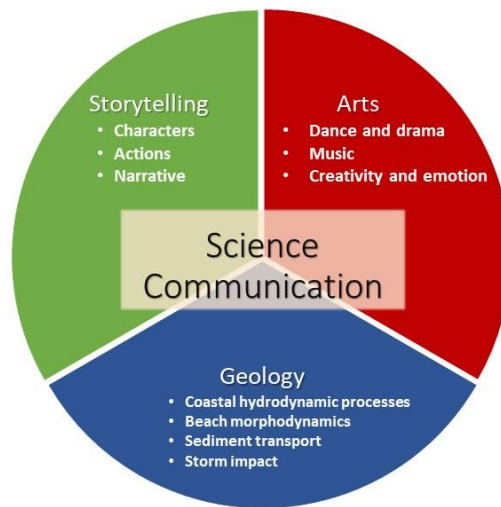 Storytelling
• Characters
• Actions
• Narrative
Arts
• Dance and drama
• Music
• Creativity and emotion
Science
Communication
Geology
• Coastal hydrodynamic processes
• Beach morphodynamics
• Sediment transport
• Storm impact